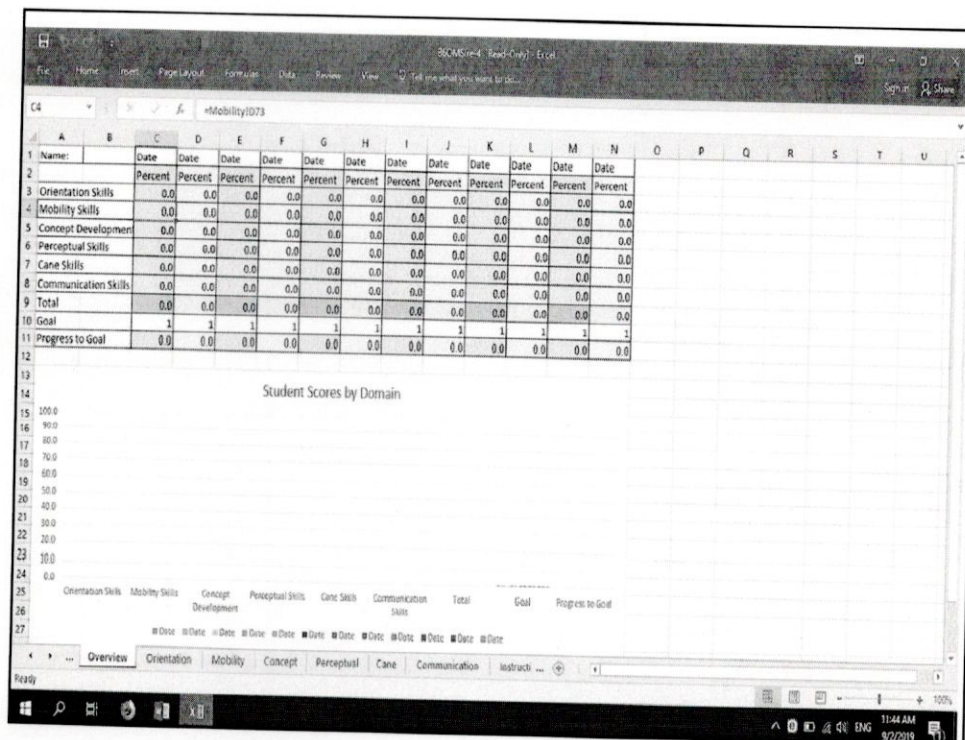 36OMSre-4 [Read-Only] - Excel
File Home Insert Page Layout Formulas Data Review View Tell me what you want to do...
Sign in Share
C4 fx =Mobility!D73
A B C D E F G H I J K L M N O P Q R S T U
1 Name: Date Date Date Date Date Date Date Date Date Date Date Date
2 Percent Percent Percent Percent Percent Percent Percent Percent Percent Percent Percent Percent
3 Orientation Skills 0.0 0.0 0.0 0.0 0.0 0.0 0.0 0.0 0.0 0.0 0.0 0.0
4 Mobility Skills 0.0 0.0 0.0 0.0 0.0 0.0 0.0 0.0 0.0 0.0 0.0 0.0
5 Concept Developmen 0.0 0.0 0.0 0.0 0.0 0.0 0.0 0.0 0.0 0.0 0.0 0.0
6 Perceptual Skills 0.0 0.0 0.0 0.0 0.0 0.0 0.0 0.0 0.0 0.0 0.0 0.0
7 Cane Skills 0.0 0.0 0.0 0.0 0.0 0.0 0.0 0.0 0.0 0.0 0.0 0.0
8 Communication Skills 0.0 0.0 0.0 0.0 0.0 0.0 0.0 0.0 0.0 0.0 0.0 0.0
9 Total 0.0 0.0 0.0 0.0 0.0 0.0 0.0 0.0 0.0 0.0 0.0 0.0
10 Goal 1 1 1 1 1 1 1 1 1 1 1 1
11 Progress to Goal 0.0 0.0 0.0 0.0 0.0 0.0 0.0 0.0 0.0 0.0 0.0 0.0
12
13
14 Student Scores by Domain
15 100.0
16 90.0
17 80.0
18 70.0
19 60.0
20 50.0
21 40.0
22 30.0
23 20.0
24 10.0
0.0
25 Orientation Skills Mobility Skills Concept Development Perceptual Skills Cane Skills Communication Skills Total Goal Progress to Goal
26
27 Date Date Date Date Date Date Date Date Date Date Date Date
... Overview Orientation Mobility Concept Perceptual Cane Communication Instructi ...
Ready 100%
ENG 11:44 AM
9/2/2019